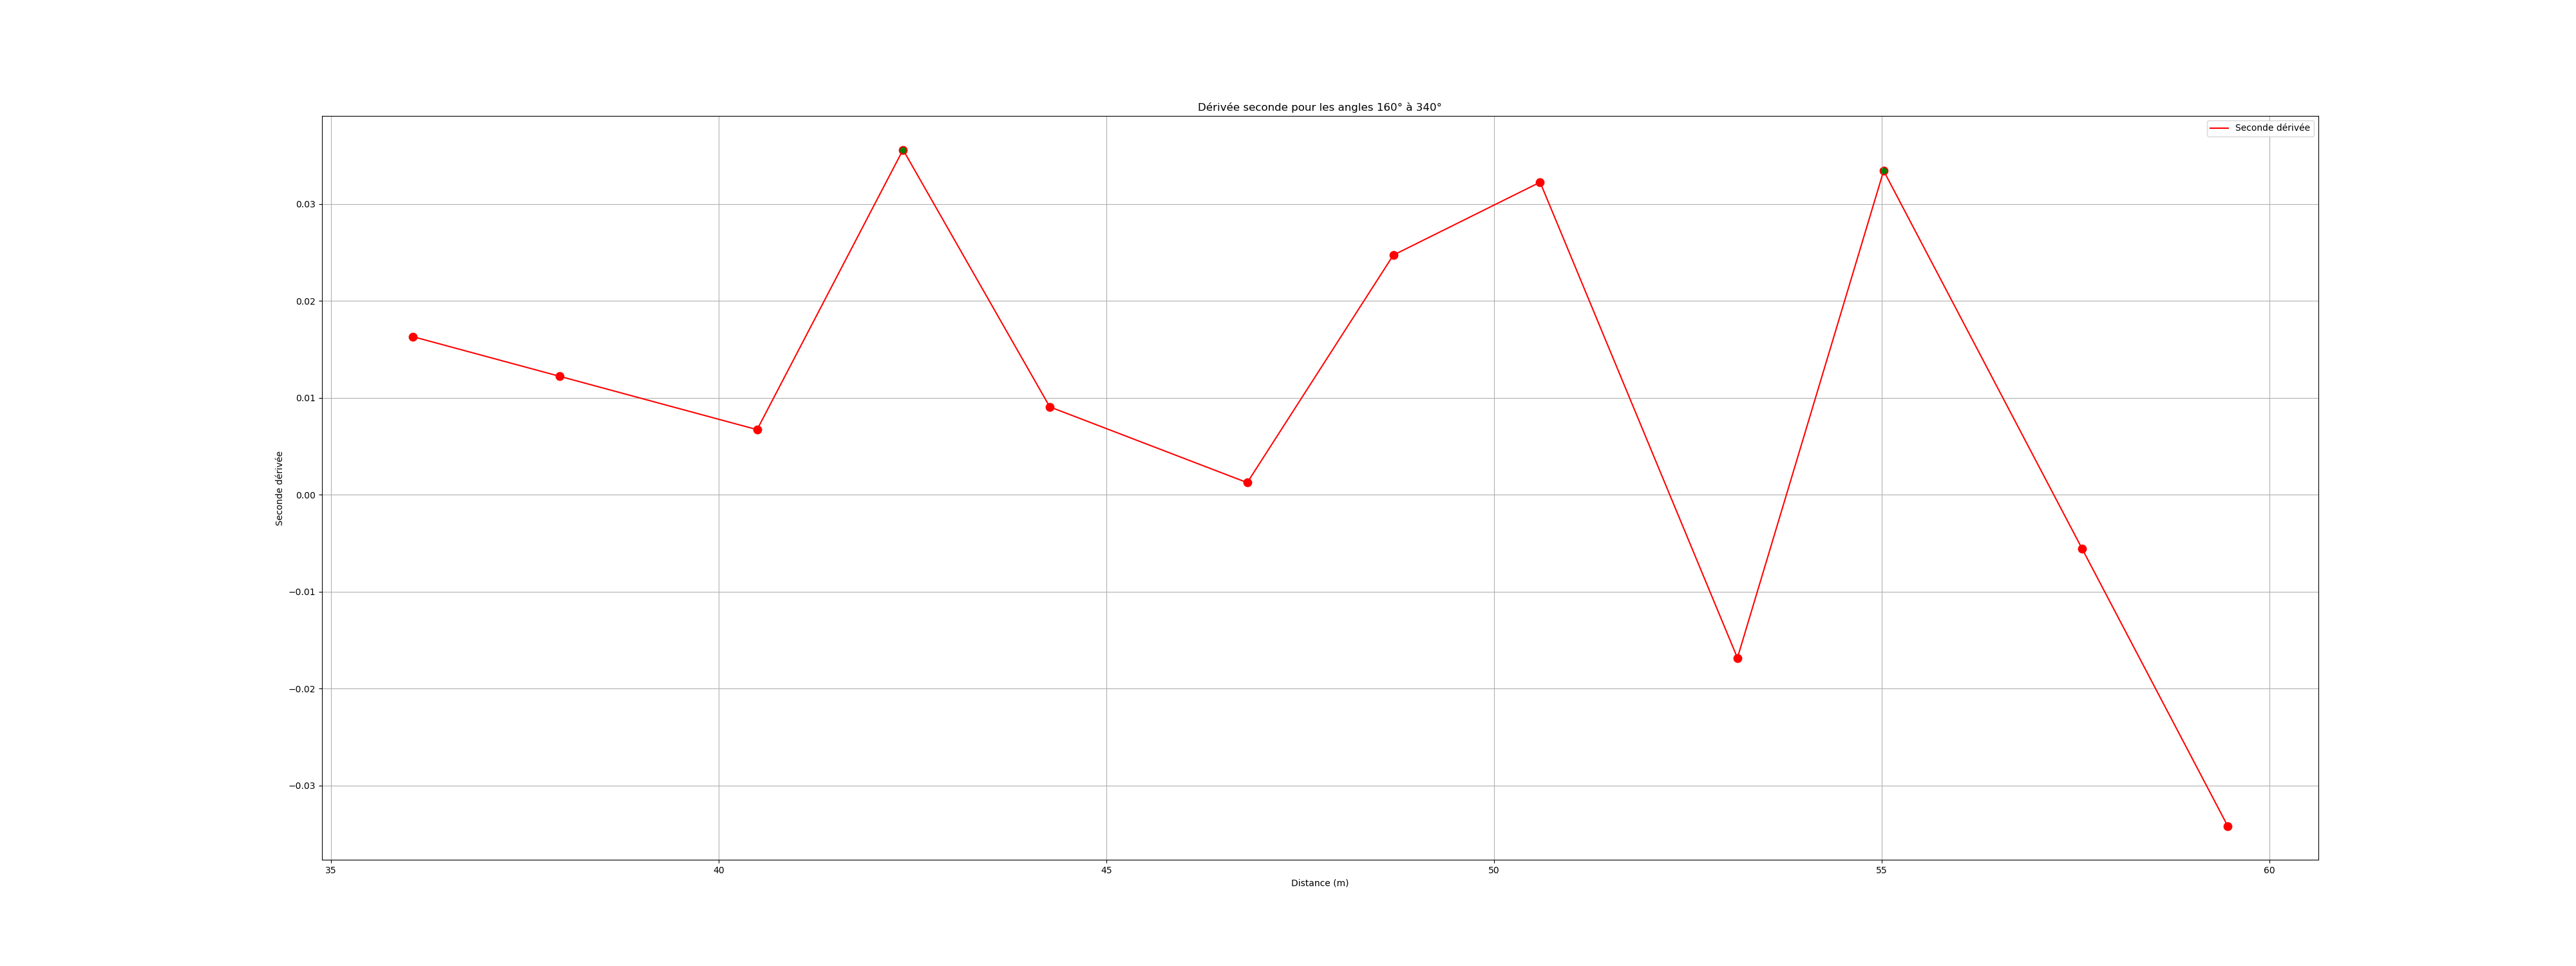 Dérivée seconde pour les angles 160° à 340°
Seconde dérivée
0.03
0.02
0.01
0.00
−0.01
−0.02
−0.03
Seconde dérivée
35 40 45 50 55 60
Distance (m)